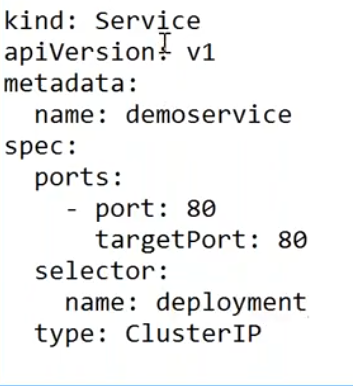 kind: Service
apiVersion: v1
metadata:
  name: demoservice
spec:
  ports:
    - port: 80
      targetPort: 80
  selector:
    name: deployment
  type: ClusterIP